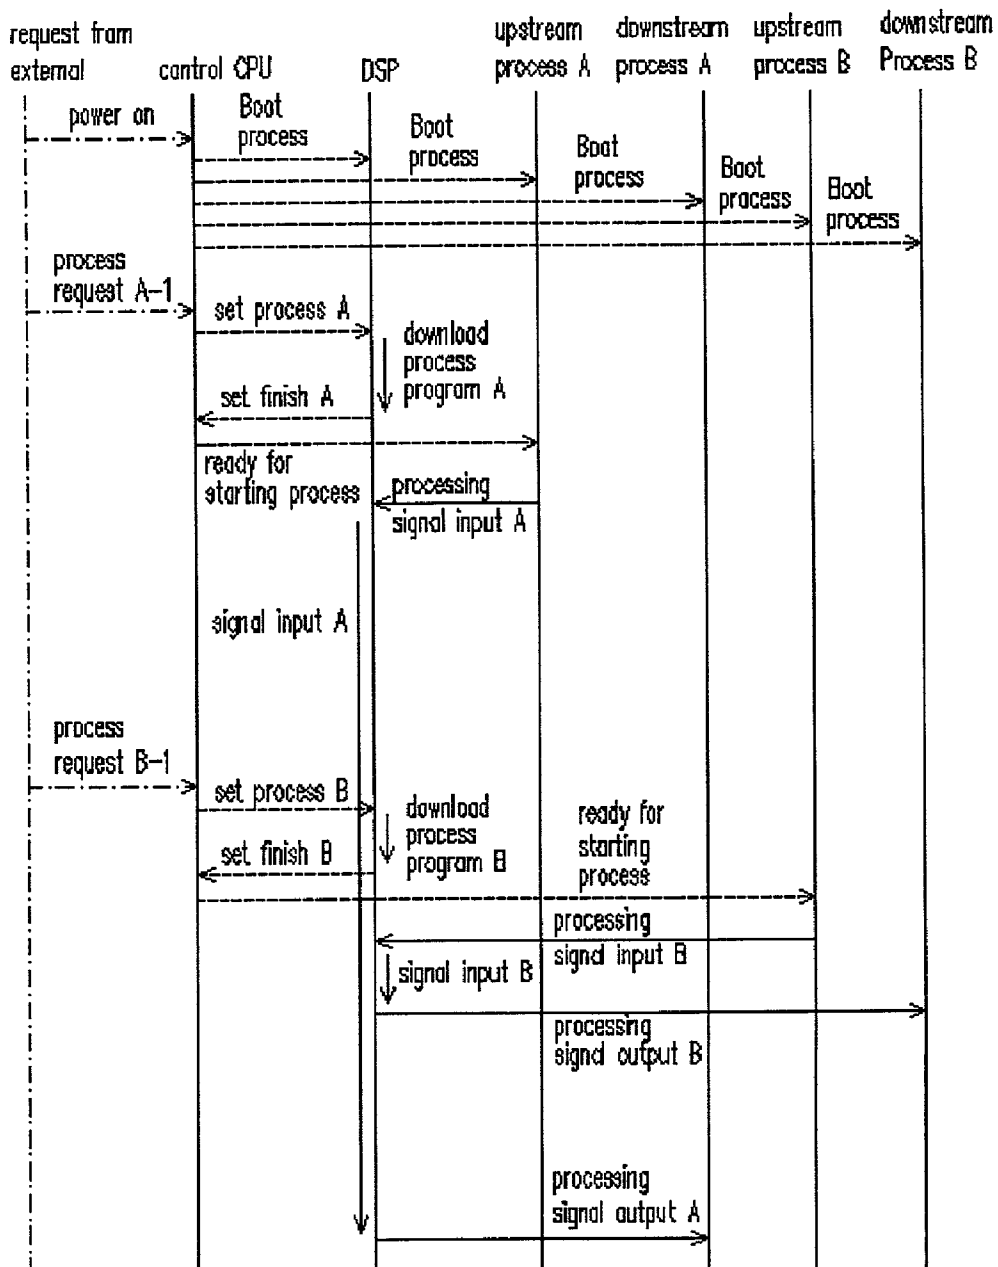 request from
external
control CPU
DSP
upstream
process A
downstream
process A
upstream
process B
downstream
Process B
power on
Boot
process
Boot
process
Boot
process
Boot
process
Boot
process
process
request A-1
set process A
download
process
program A
set finish A
ready for
starting process
processing
signal input A
signal input A
process
request B-1
set process B
download
process
program B
ready for
starting
process
set finish B
processing
signal input B
signal input B
processing
signal output B
processing
signal output A